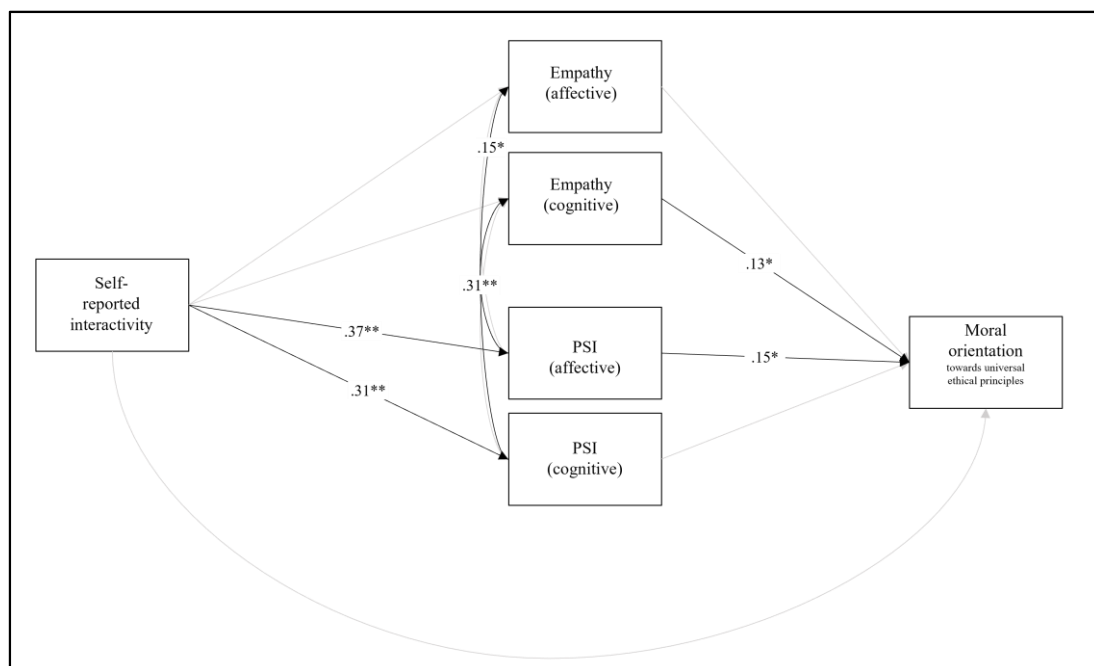 Empathy
(affective)
.15*
Empathy
(cognitive)
.13*
Self-
reported
interactivity
.31**
.37**
PSI
(affective)
.15*
Moral
orientation
towards universal
ethical principles
.31**
PSI
(cognitive)